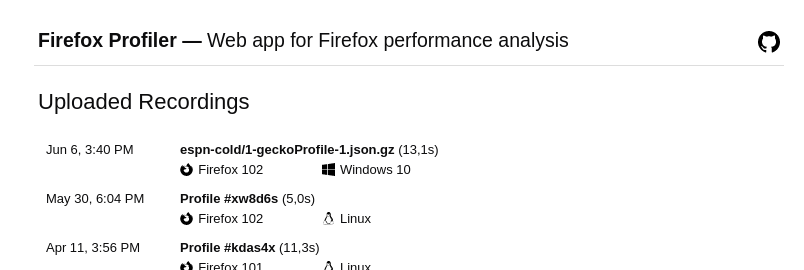 Firefox Profiler — Web app for Firefox performance analysis
Uploaded Recordings
Jun 6, 3:40 PM espn-cold/1-geckoProfile-1.json.gz (13,1s)
Firefox 102 Windows 10
May 30, 6:04 PM Profile #xw8d6s (5,0s)
Firefox 102 Linux
Apr 11, 3:56 PM Profile #kdas4x (11,3s)
Firefox 101 Linux